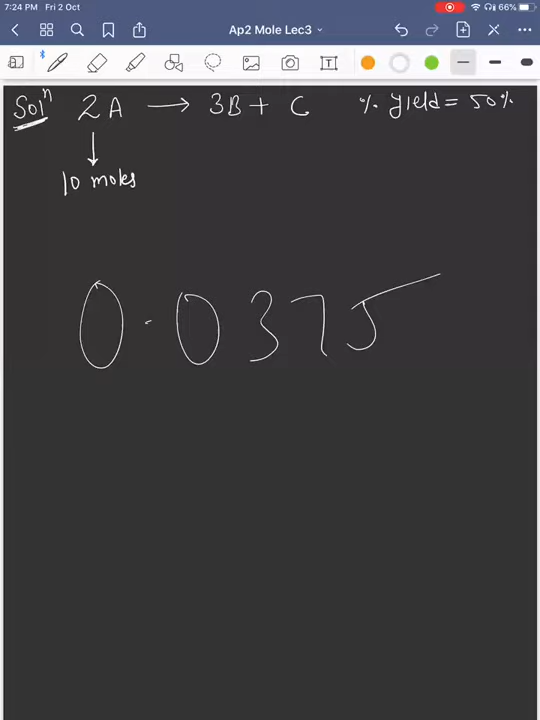 7:24 PM Fri 2 Oct 66%
Ap2 Mole Lec3
Solⁿ 2A → 3B + C % yield = 50%
10 moles
0.0375